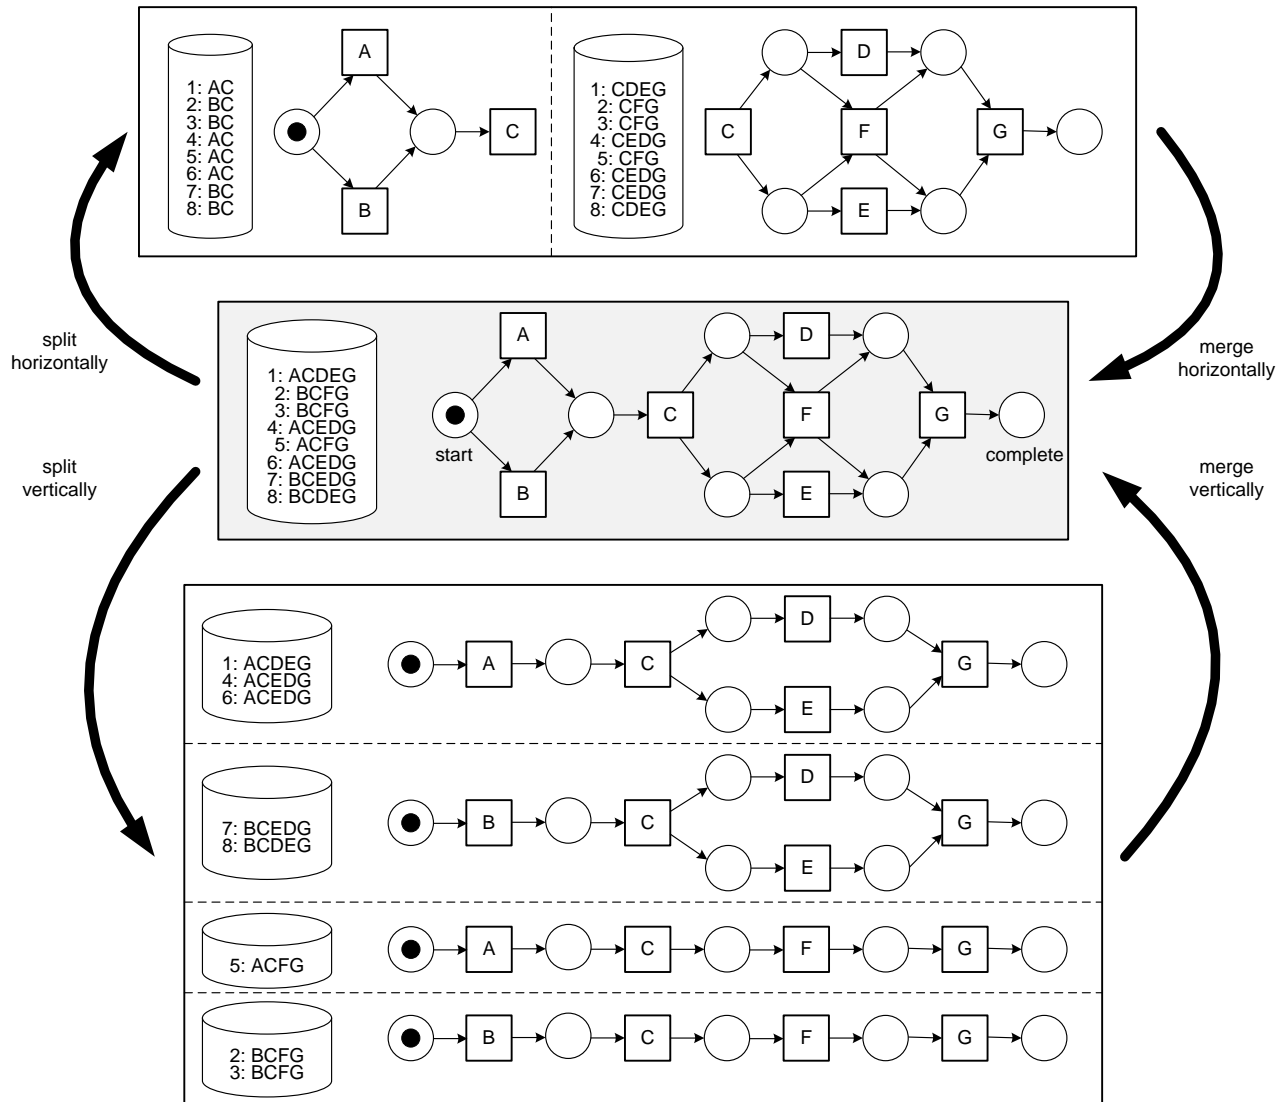 A
D
1: AC
2: BC
3: BC
4: AC
5: AC
6: AC
7: BC
8: BC
C
B
1: CDEG
2: CFG
3: CFG
4: CEDG
5: CFG
6: CEDG
7: CEDG
8: CDEG
C
F
G
E
split
horizontally
merge
horizontally
1: ACDEG
2: BCFG
3: BCFG
4: ACEDG
5: ACFG
6: ACEDG
7: BCEDG
8: BCDEG
A
D
start
C
F
G
complete
B
E
split
vertically
merge
vertically
1: ACDEG
4: ACEDG
6: ACEDG
A
C
D
E
G
7: BCEDG
8: BCDEG
B
C
D
E
G
5: ACFG
A
C
F
G
2: BCFG
3: BCFG
B
C
F
G